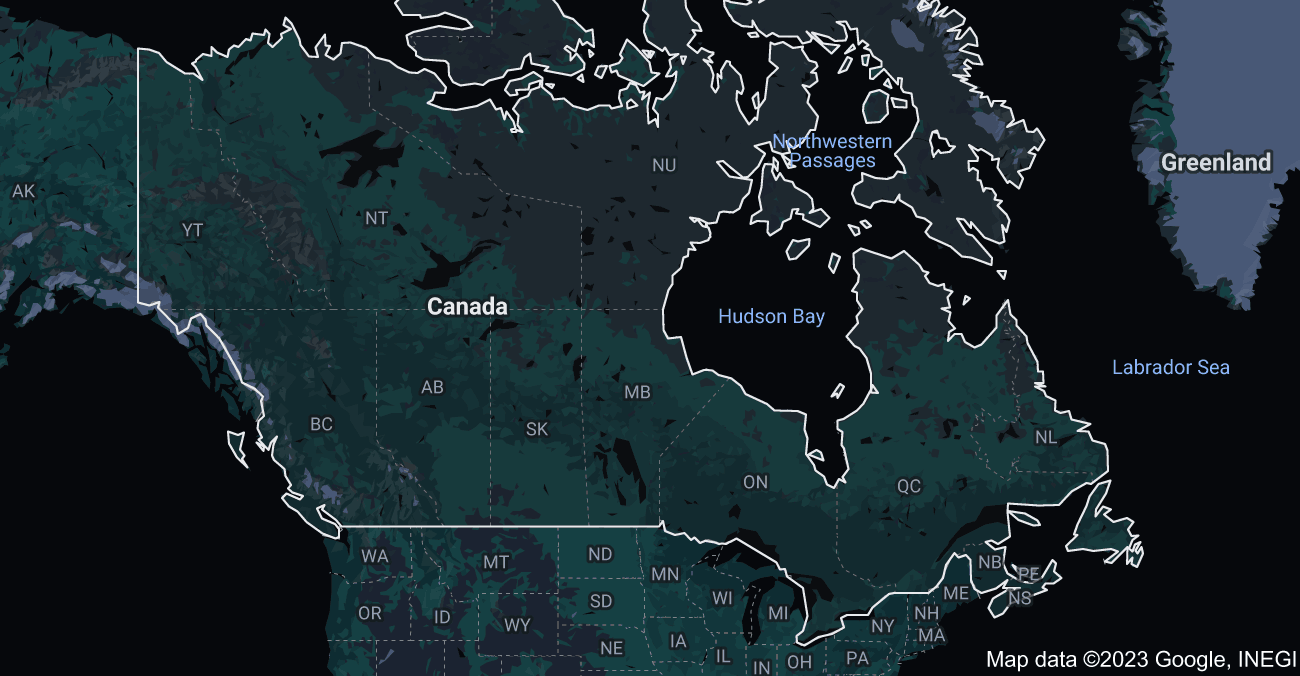 Northwestern
Passages
Greenland
NU
AK
NT
YT
Canada
Hudson Bay
Labrador Sea
AB
MB
BC
SK
NL
ON
QC
WA
MT
ND
MN
NB
PE
OR
ID
WY
SD
WI
MI
ME
NS
NH
NY
MA
IA
NE
IL
IN
OH
PA
Map data ©2023 Google, INEGI